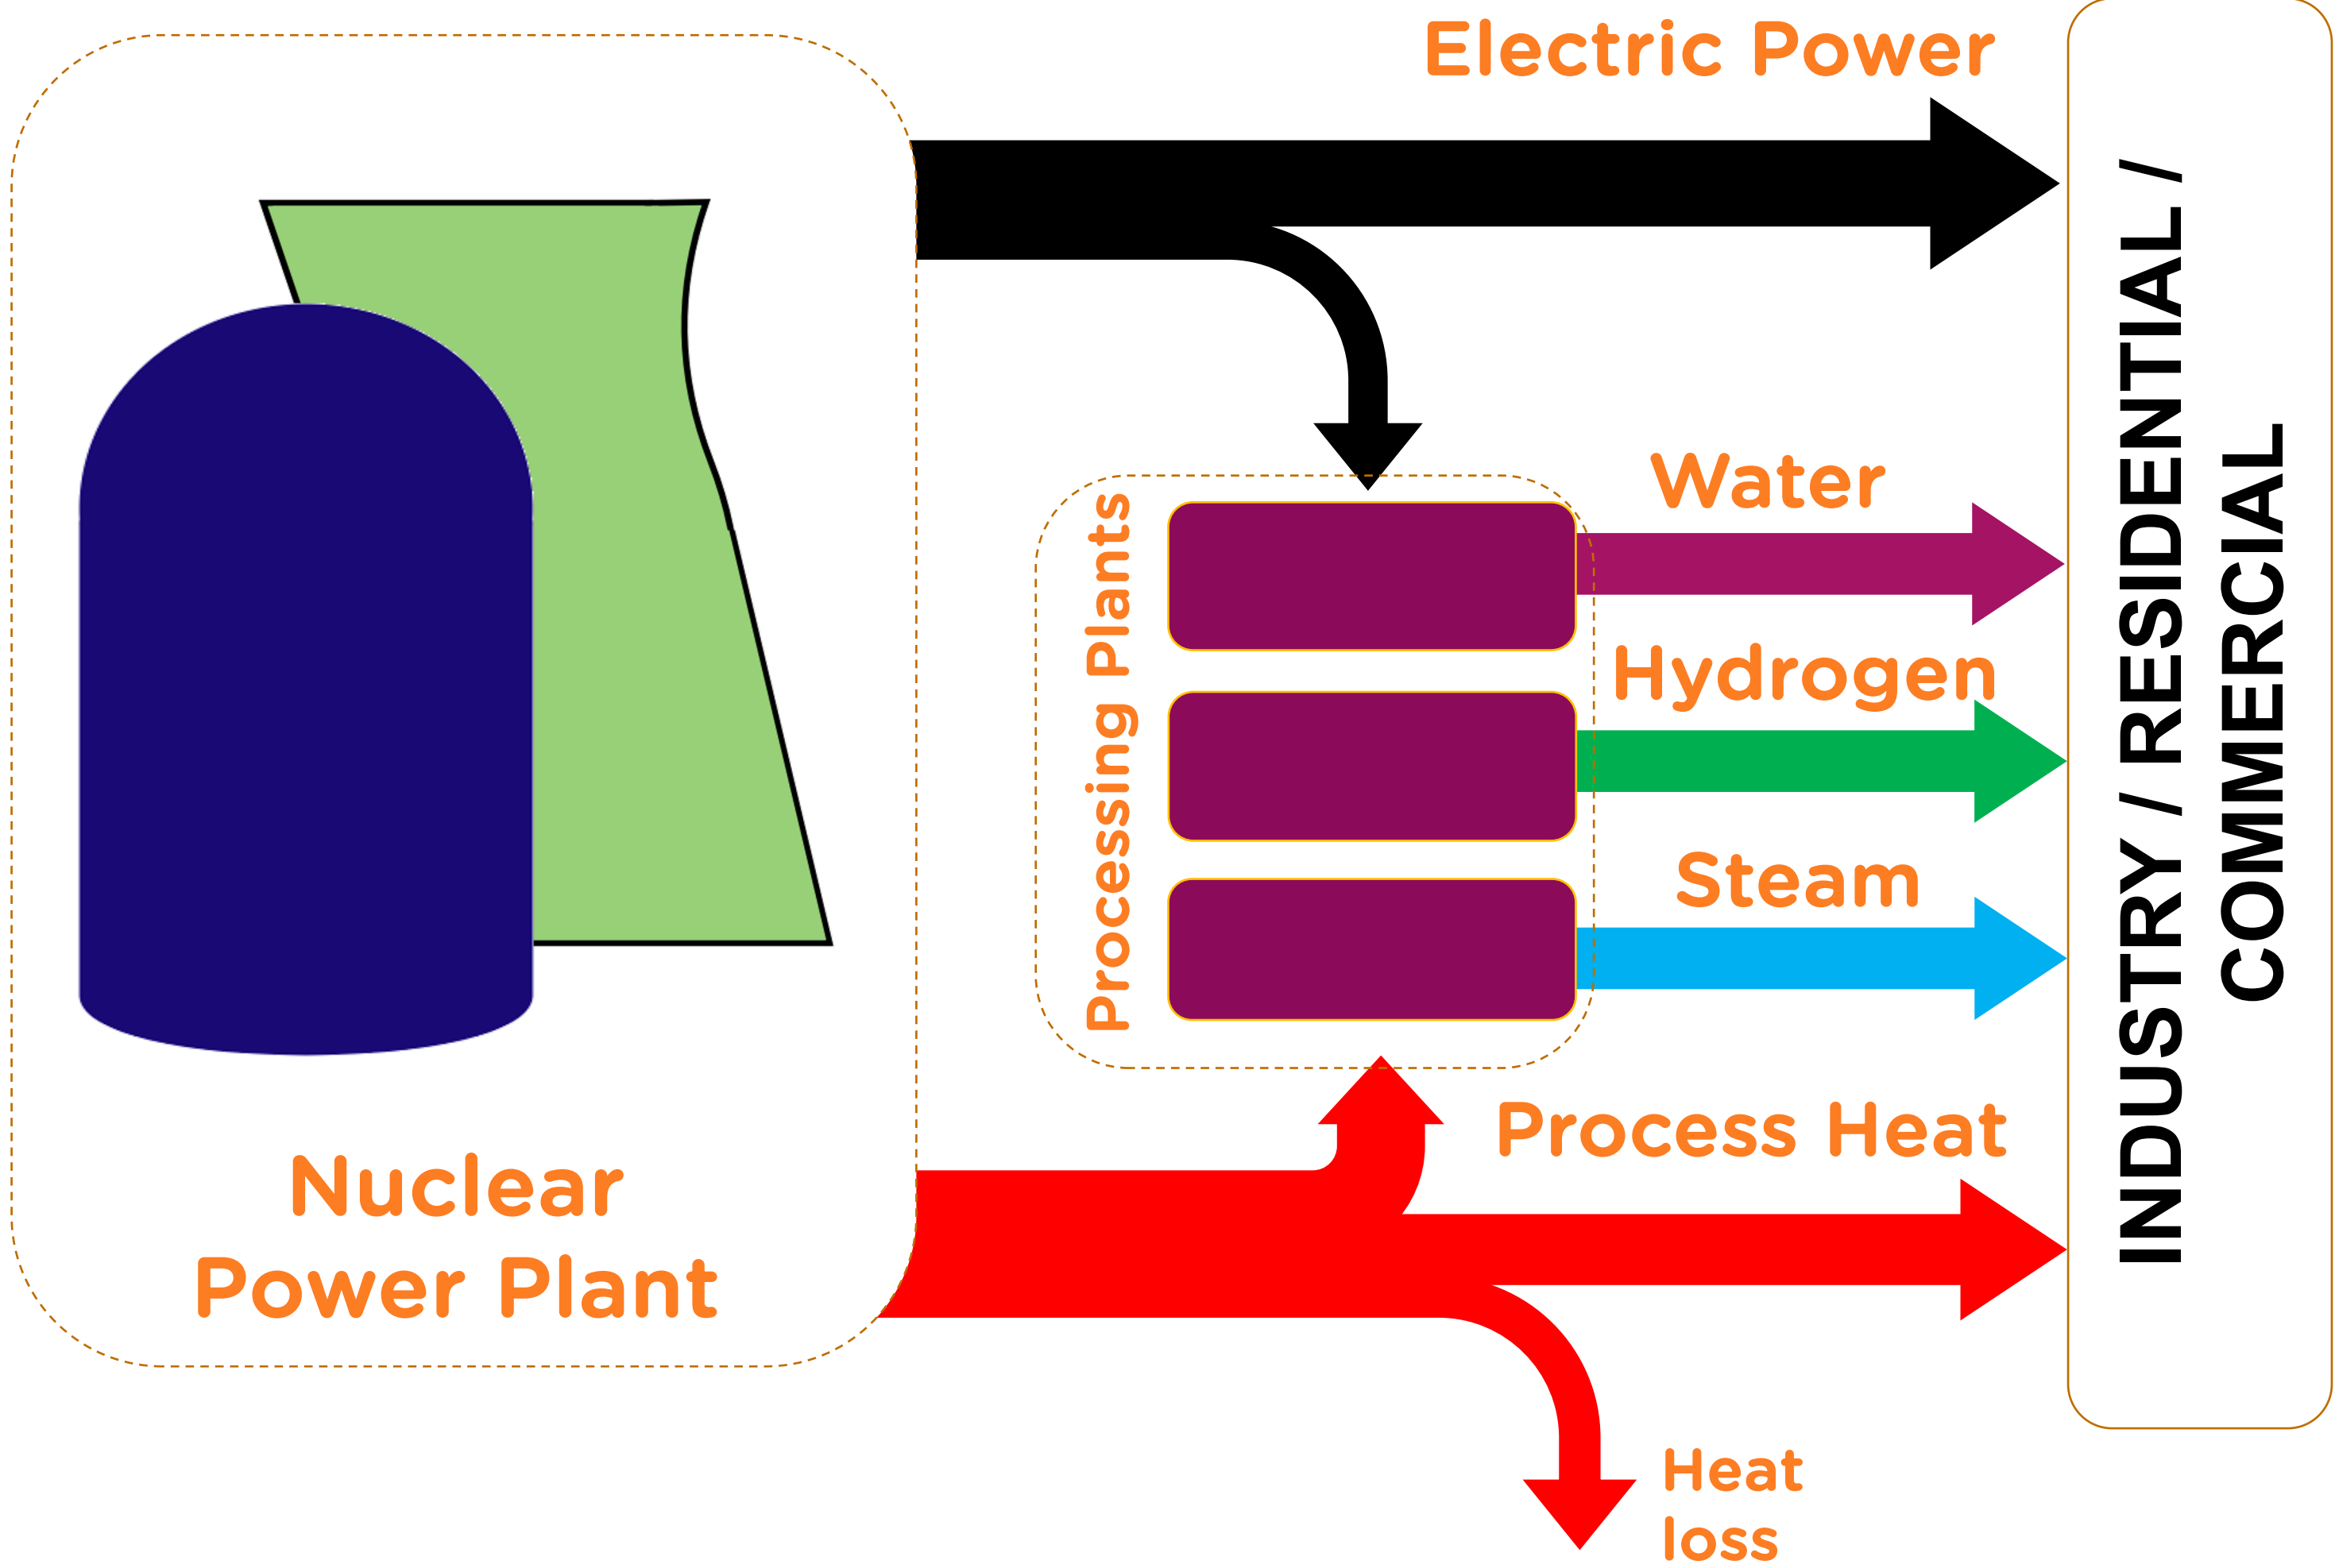 Electric Power
Water
Hydrogen
Steam
Processing Plants
Process Heat
Nuclear
Power Plant
Heat
loss
INDUSTRY / RESIDENTIAL /
COMMERCIAL